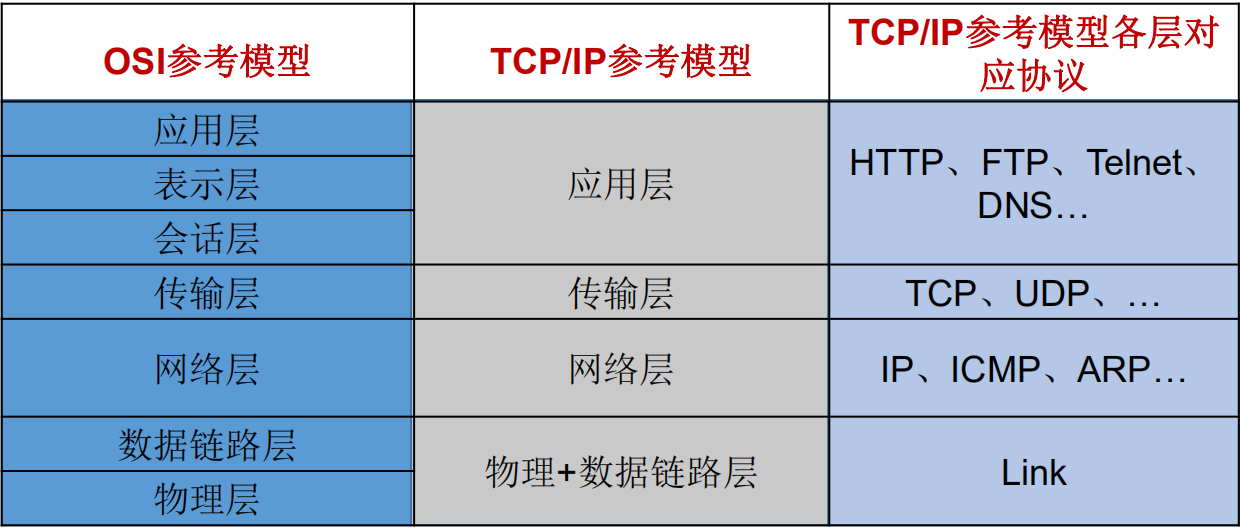 OSI参考模型
TCP/IP参考模型
TCP/IP参考模型各层对
应协议
应用层
表示层
会话层
应用层
HTTP、FTP、Telnet、
DNS…
传输层
传输层
TCP、UDP、…
网络层
网络层
IP、ICMP、ARP…
数据链路层
物理层
物理+数据链路层
Link